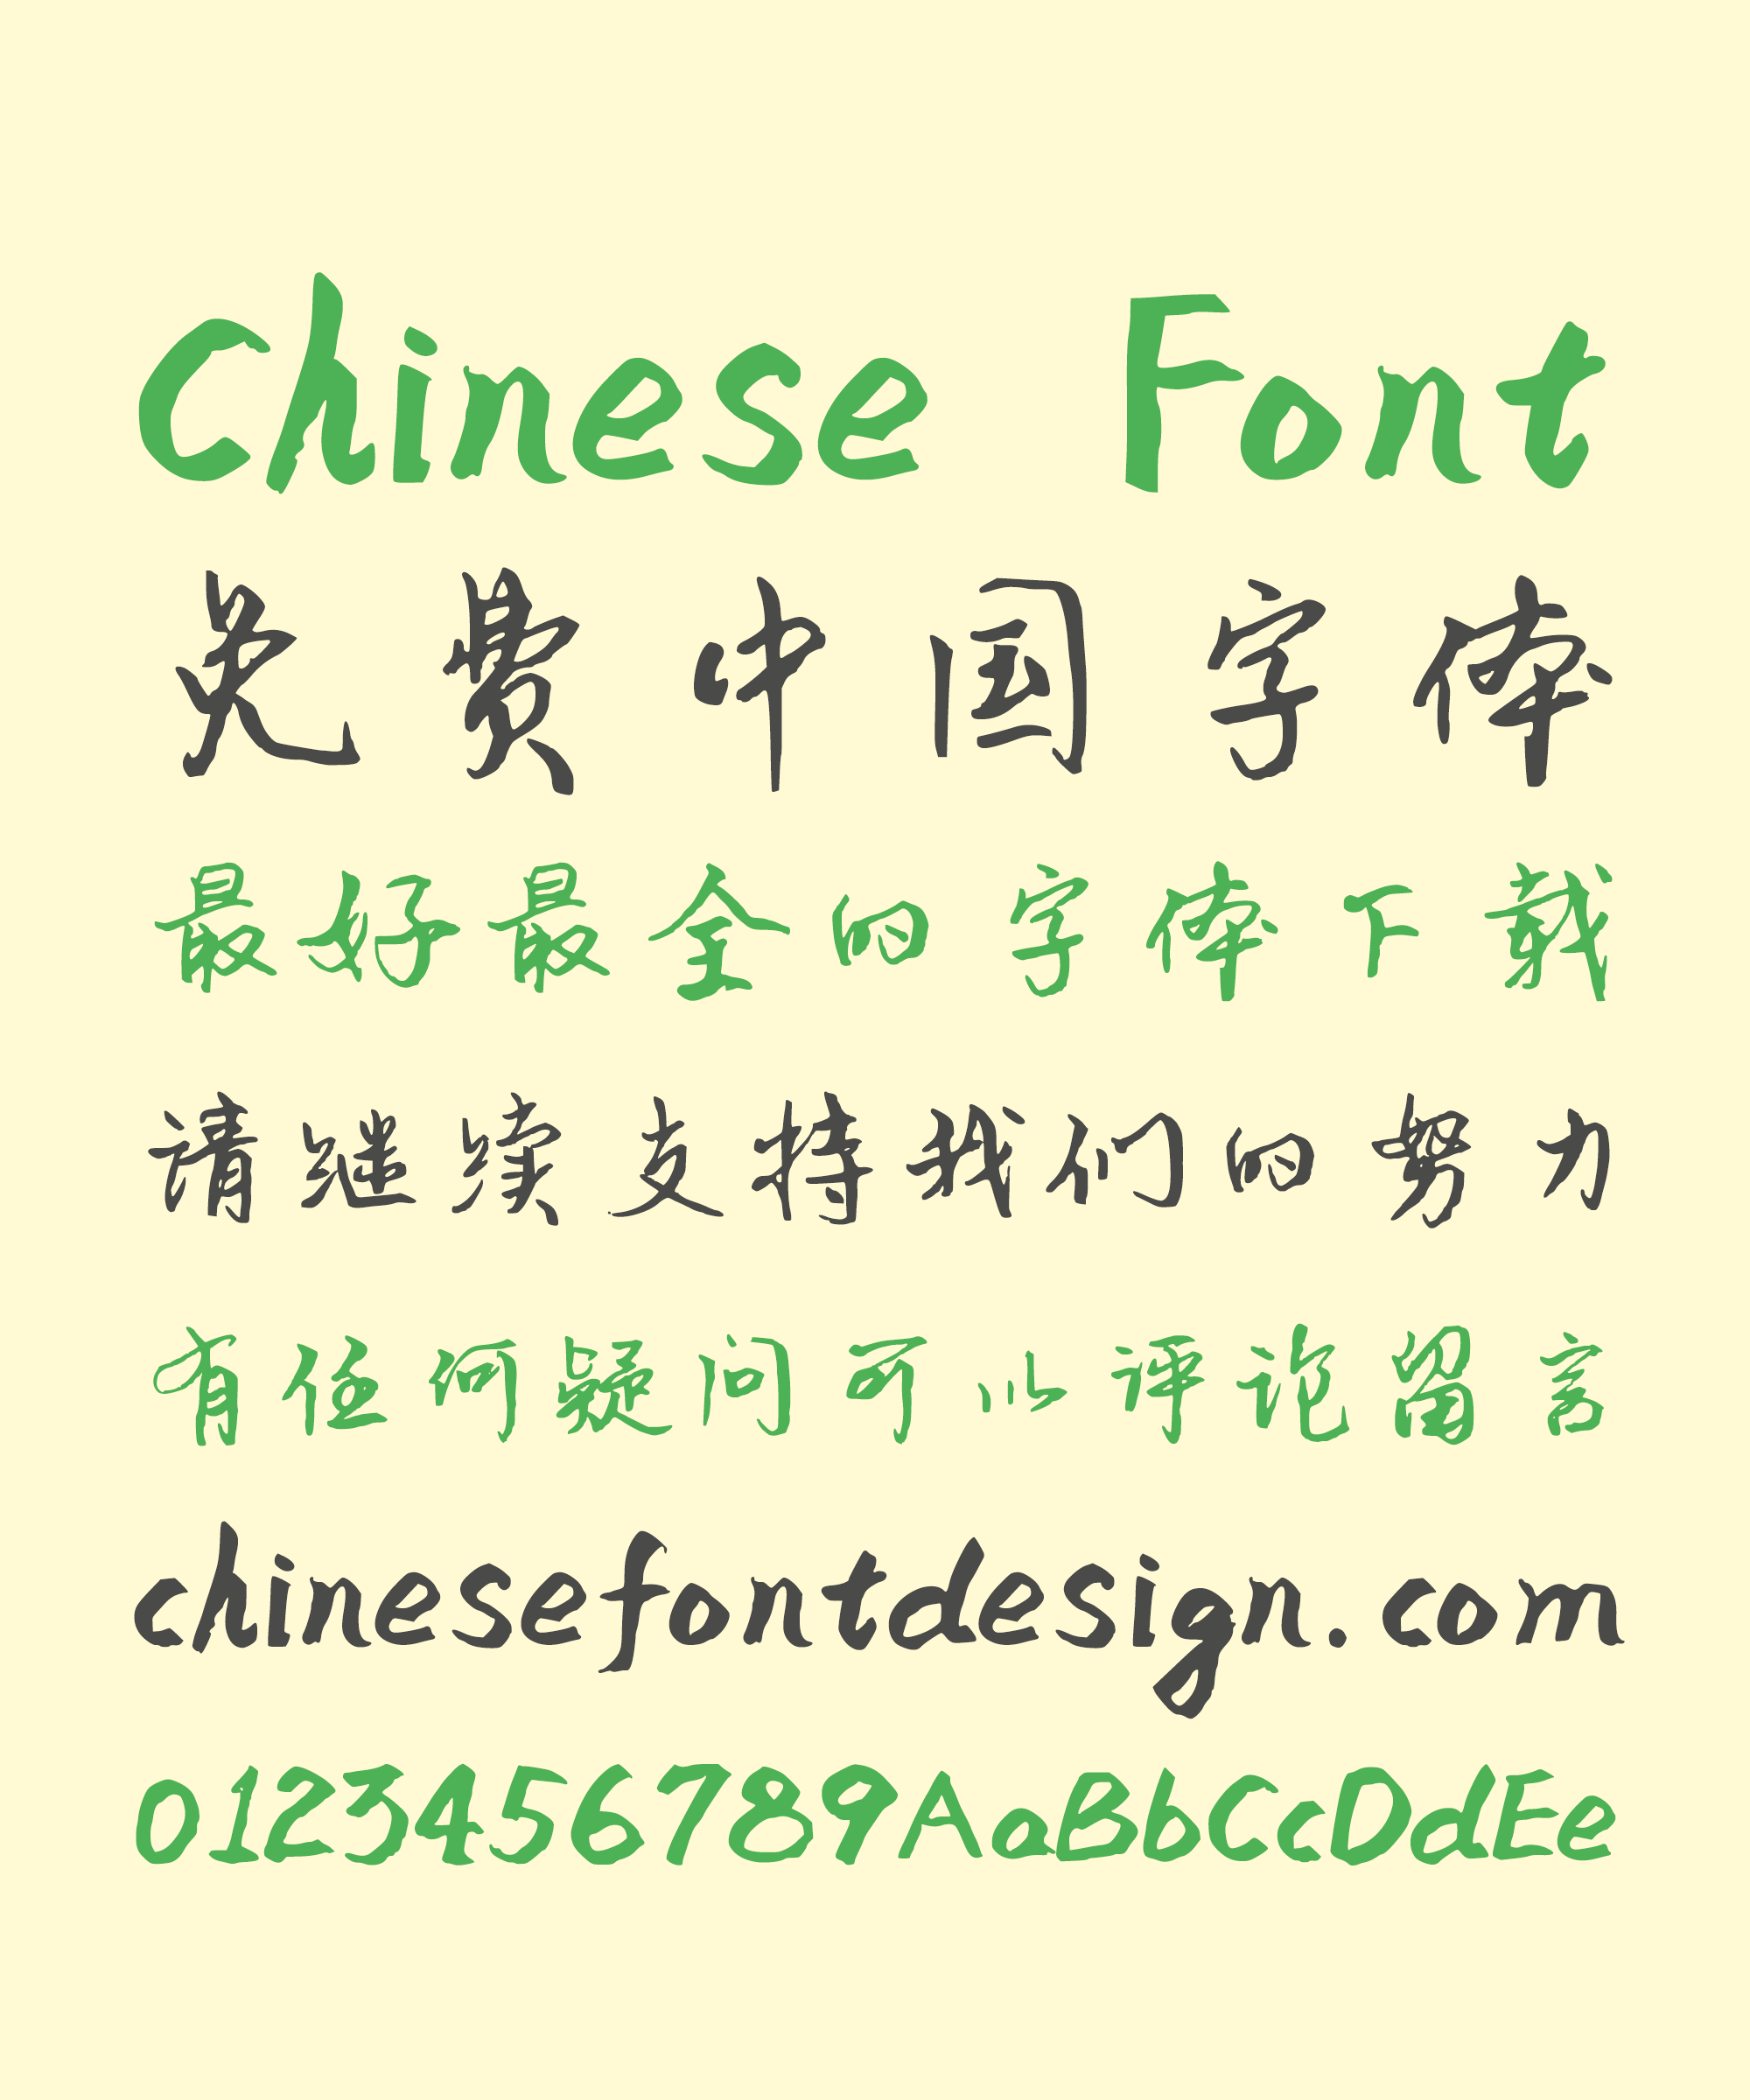 Chinese Font
免费中国字体
最好最全的字体下载
请继续支持我们的努力
有任何疑问可以评论留言
chinesefontdesign.com
0123456789AaBbCcDdEe